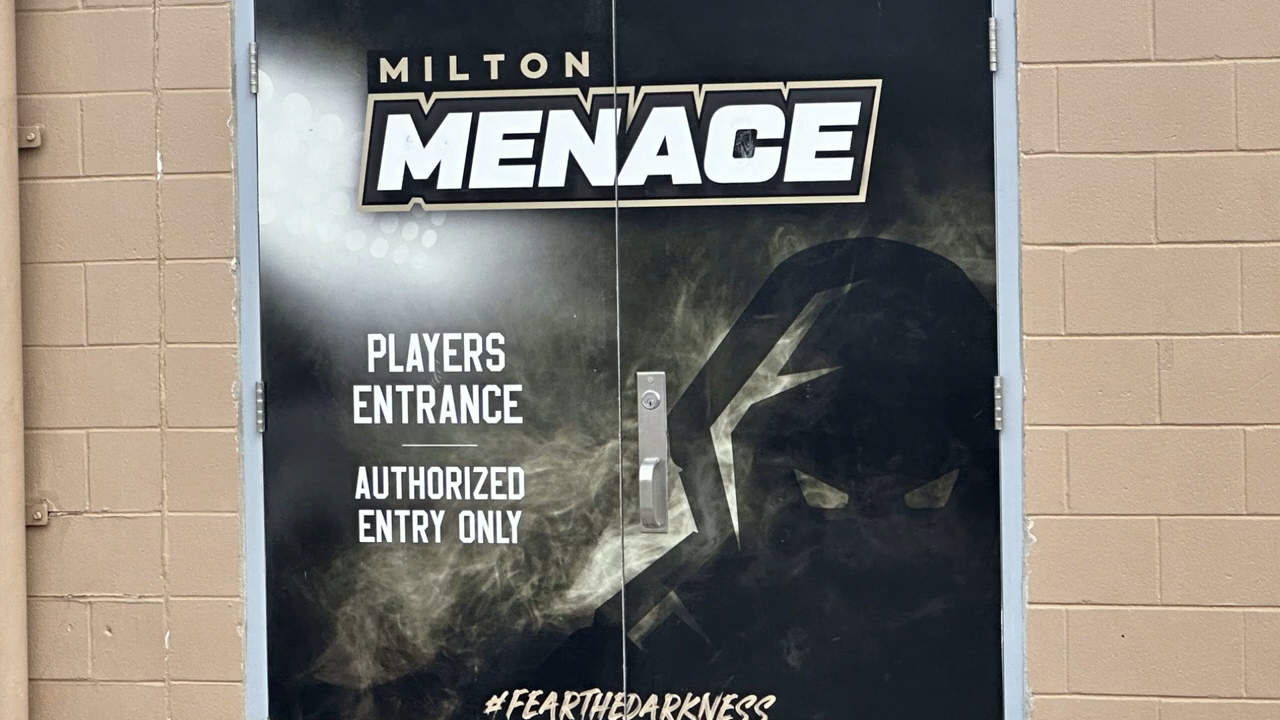 MILTON
MENACE
PLAYERS
ENTRANCE
AUTHORIZED
ENTRY ONLY
#FEARTHEDARKNESS